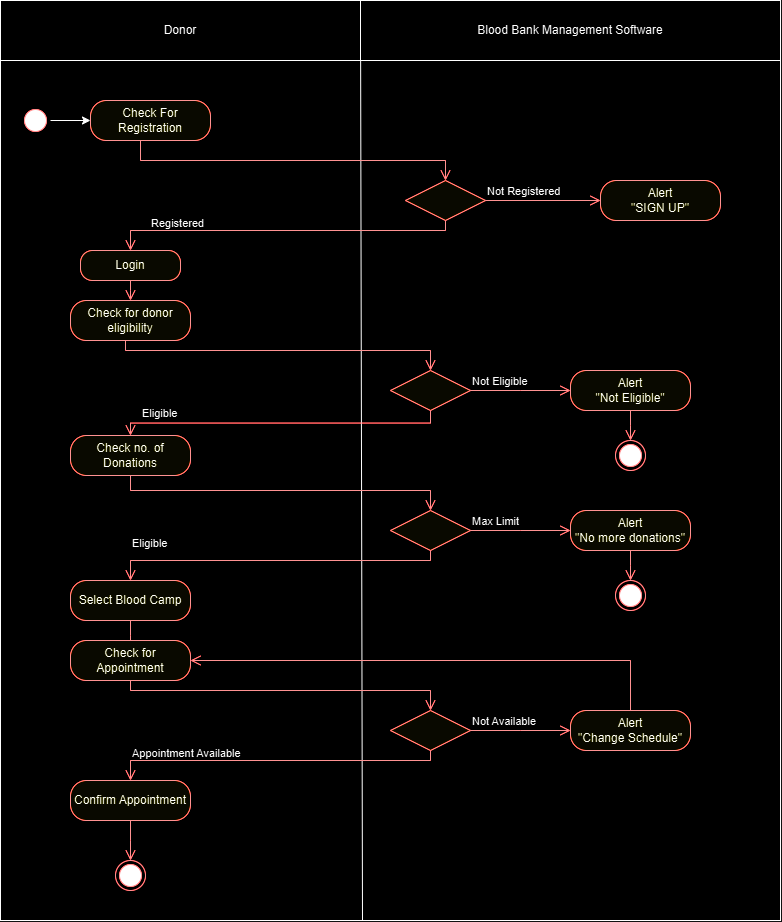 Donor
Blood Bank Management Software
Check For
Registration
Not Registered
Alert
"SIGN UP"
Registered
Login
Check for donor
eligibility
Not Eligible
Alert
"Not Eligible"
Eligible
Check no. of
Donations
Max Limit
Alert
"No more donations"
Eligible
Select Blood Camp
Check for
Appointment
Not Available
Alert
"Change Schedule"
Appointment Available
Confirm Appointment